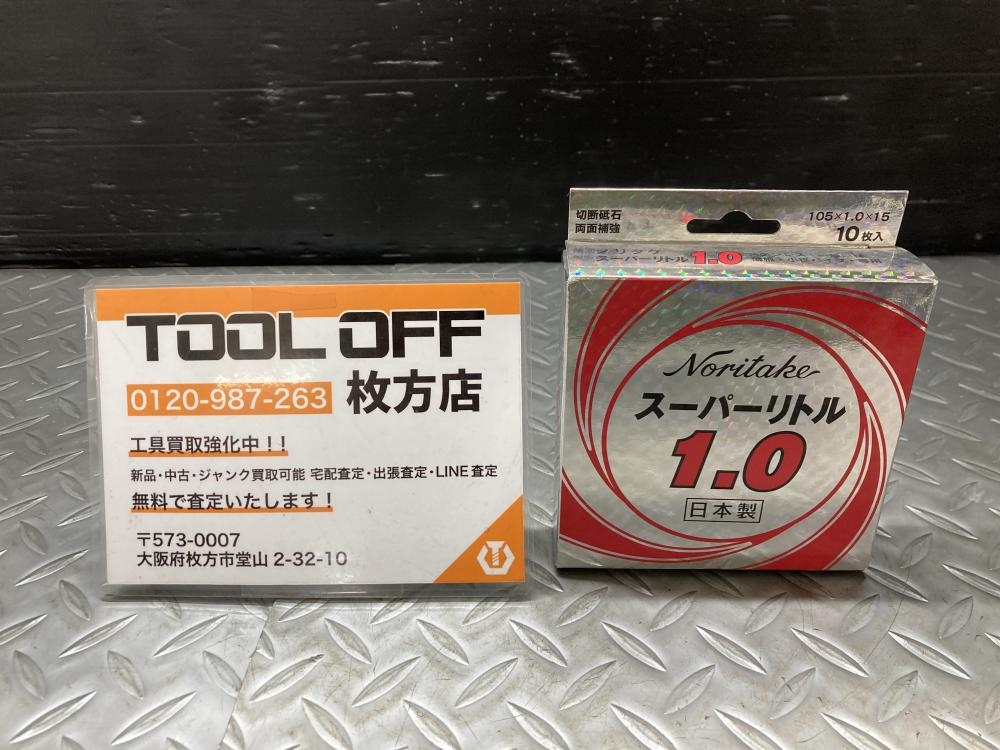 TOOL OFF
0120-987-263 枚方店
工具買取強化中!!
新品・中古・ジャンク買取可能 宅配査定・出張査定・LINE査定
無料で査定いたします!
〒573-0007
大阪府枚方市堂山 2-32-10
切断砥石
両面補強
105×1.0×15
10枚入
スーパーリトル 1.0
Noritake
スーパーリトル
1.0
日本製